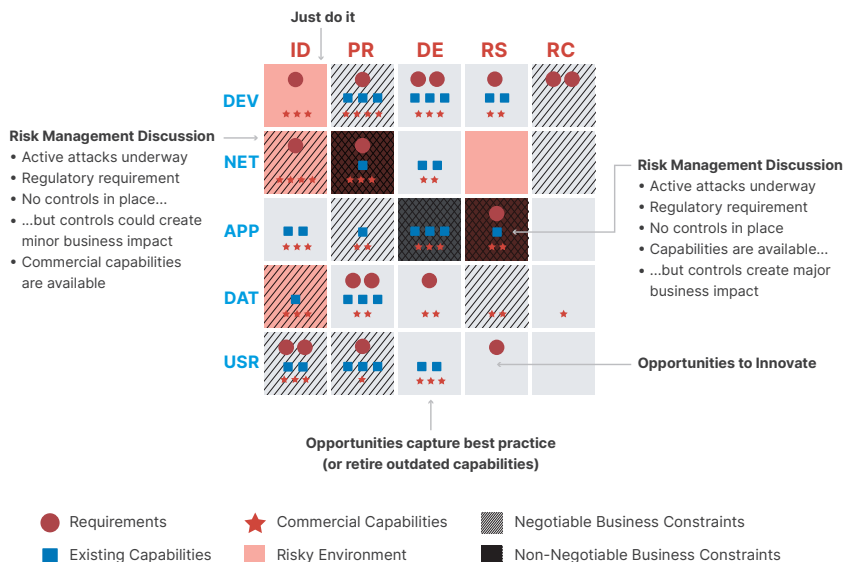 Just do it
ID PR DE RS RC
DEV
NET
APP
DAT
USR
Risk Management Discussion
• Active attacks underway
• Regulatory requirement
• No controls in place...
• ...but controls could create
minor business impact
• Commercial capabilities
are available
Risk Management Discussion
• Active attacks underway
• Regulatory requirement
• No controls in place
• Capabilities are available...
• ...but controls create major
business impact
Opportunities to Innovate
Opportunities capture best practice
(or retire outdated capabilities)
Requirements
Commercial Capabilities
Negotiable Business Constraints
Existing Capabilities
Risky Environment
Non-Negotiable Business Constraints